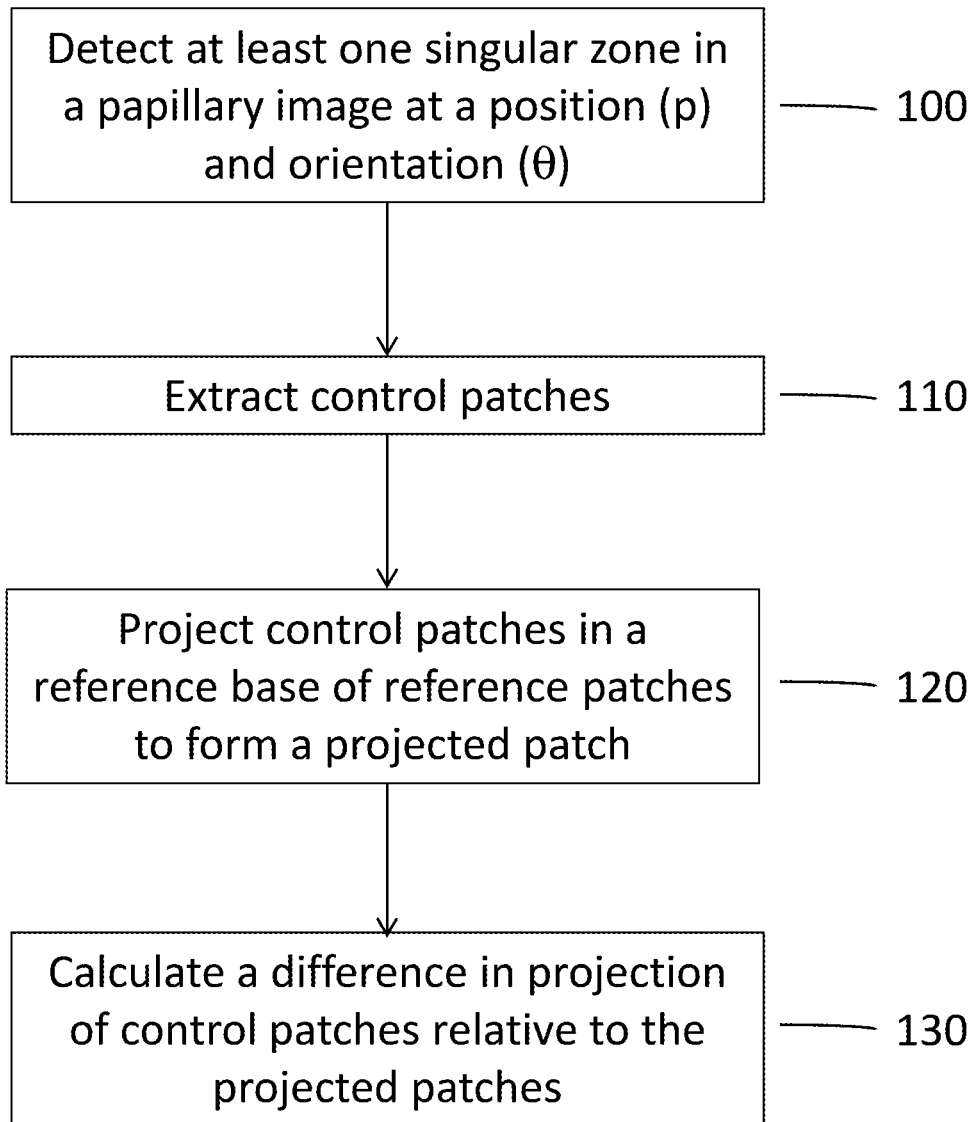 Detect at least one singular zone in
a papillary image at a position (p)
and orientation (θ)
100
Extract control patches
110
Project control patches in a
reference base of reference patches
to form a projected patch
120
Calculate a difference in projection
of control patches relative to the
projected patches
130